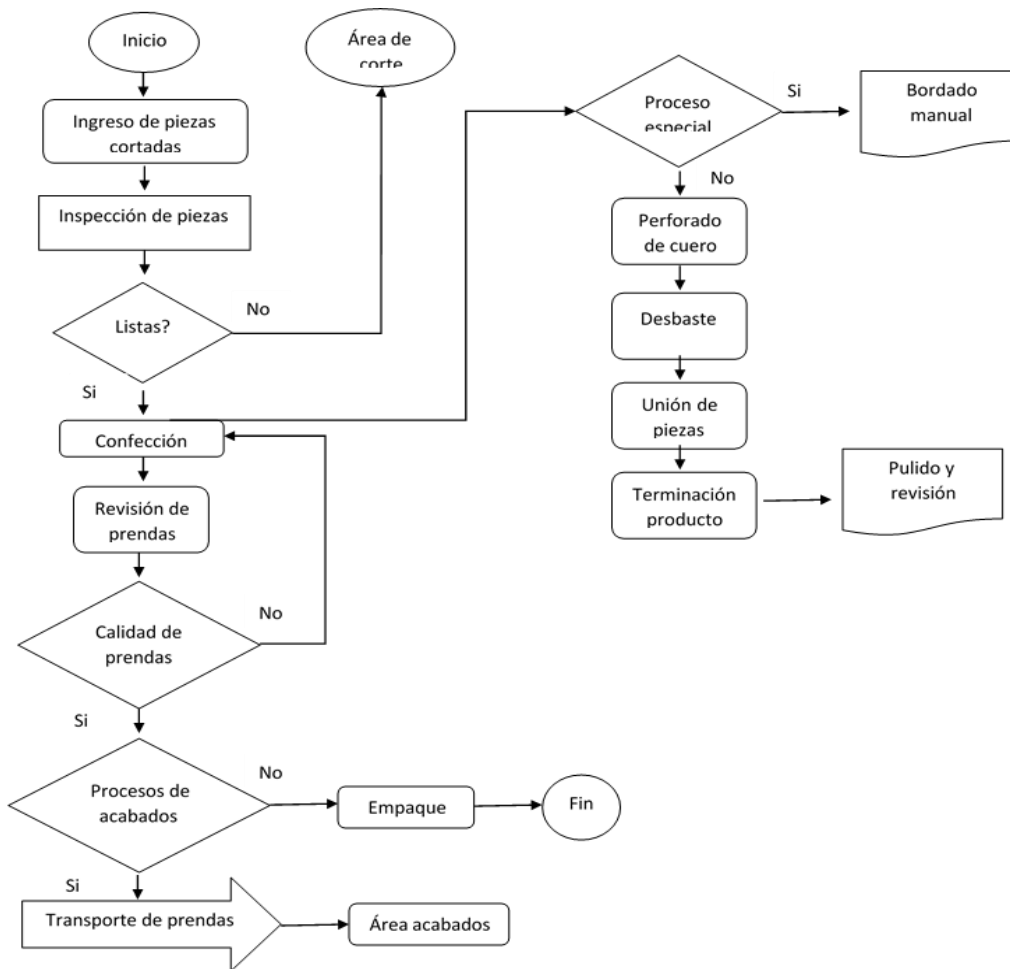 Inicio
Ingreso de piezas
cortadas
Inspección de piezas
Listas?
No
Si
Área de
corte
Confección
Revisión de
prendas
Calidad de
prendas
No
Si
Procesos de
acabados
No
Empaque
Fin
Si
Transporte de prendas
Área acabados
Proceso
especial
Si
Bordado
manual
No
Perforado
de cuero
Desbaste
Unión de
piezas
Terminación
producto
Pulido y
revisión